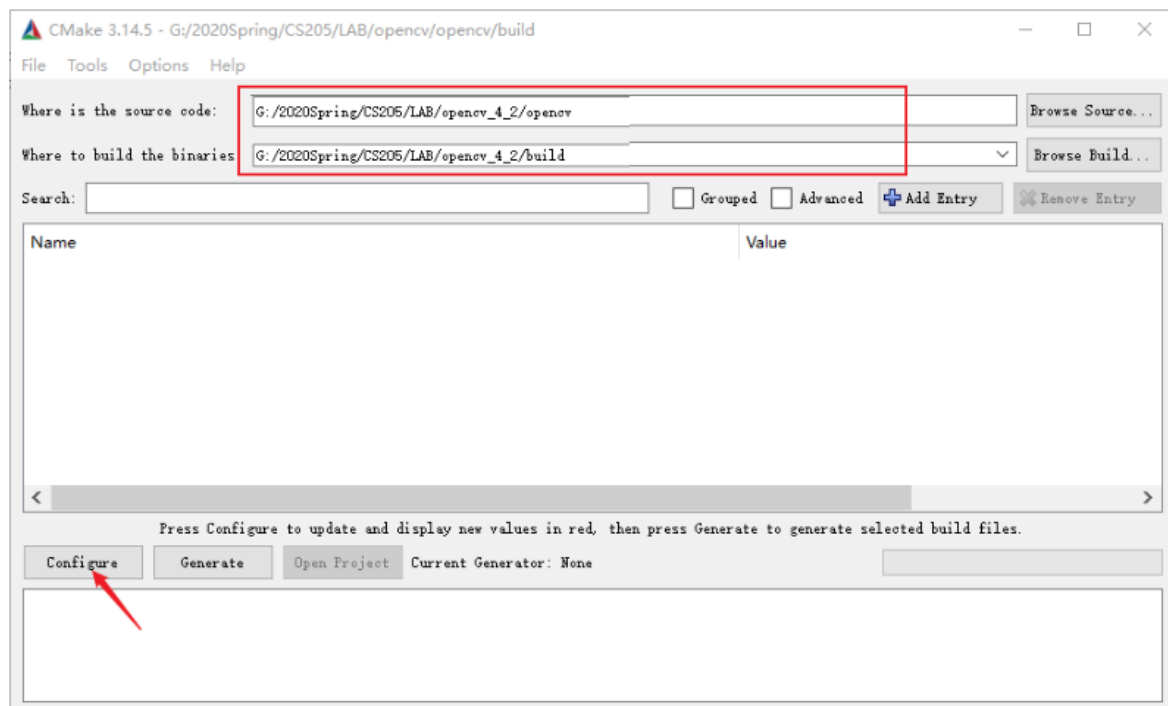 CMake 3.14.5 - G:/2020Spring/CS205/LAB/opencv/opencv/build
File Tools Options Help
Where is the source code: G:/2020Spring/CS205/LAB/opencv_4_2/opencv Browse Source...
Where to build the binaries G:/2020Spring/CS205/LAB/opencv_4_2/build Browse Build...
Search: Grouped Advanced Add Entry Remove Entry
Name Value
Press Configure to update and display new values in red, then press Generate to generate selected build files.
Configure Generate Open Project Current Generator: None